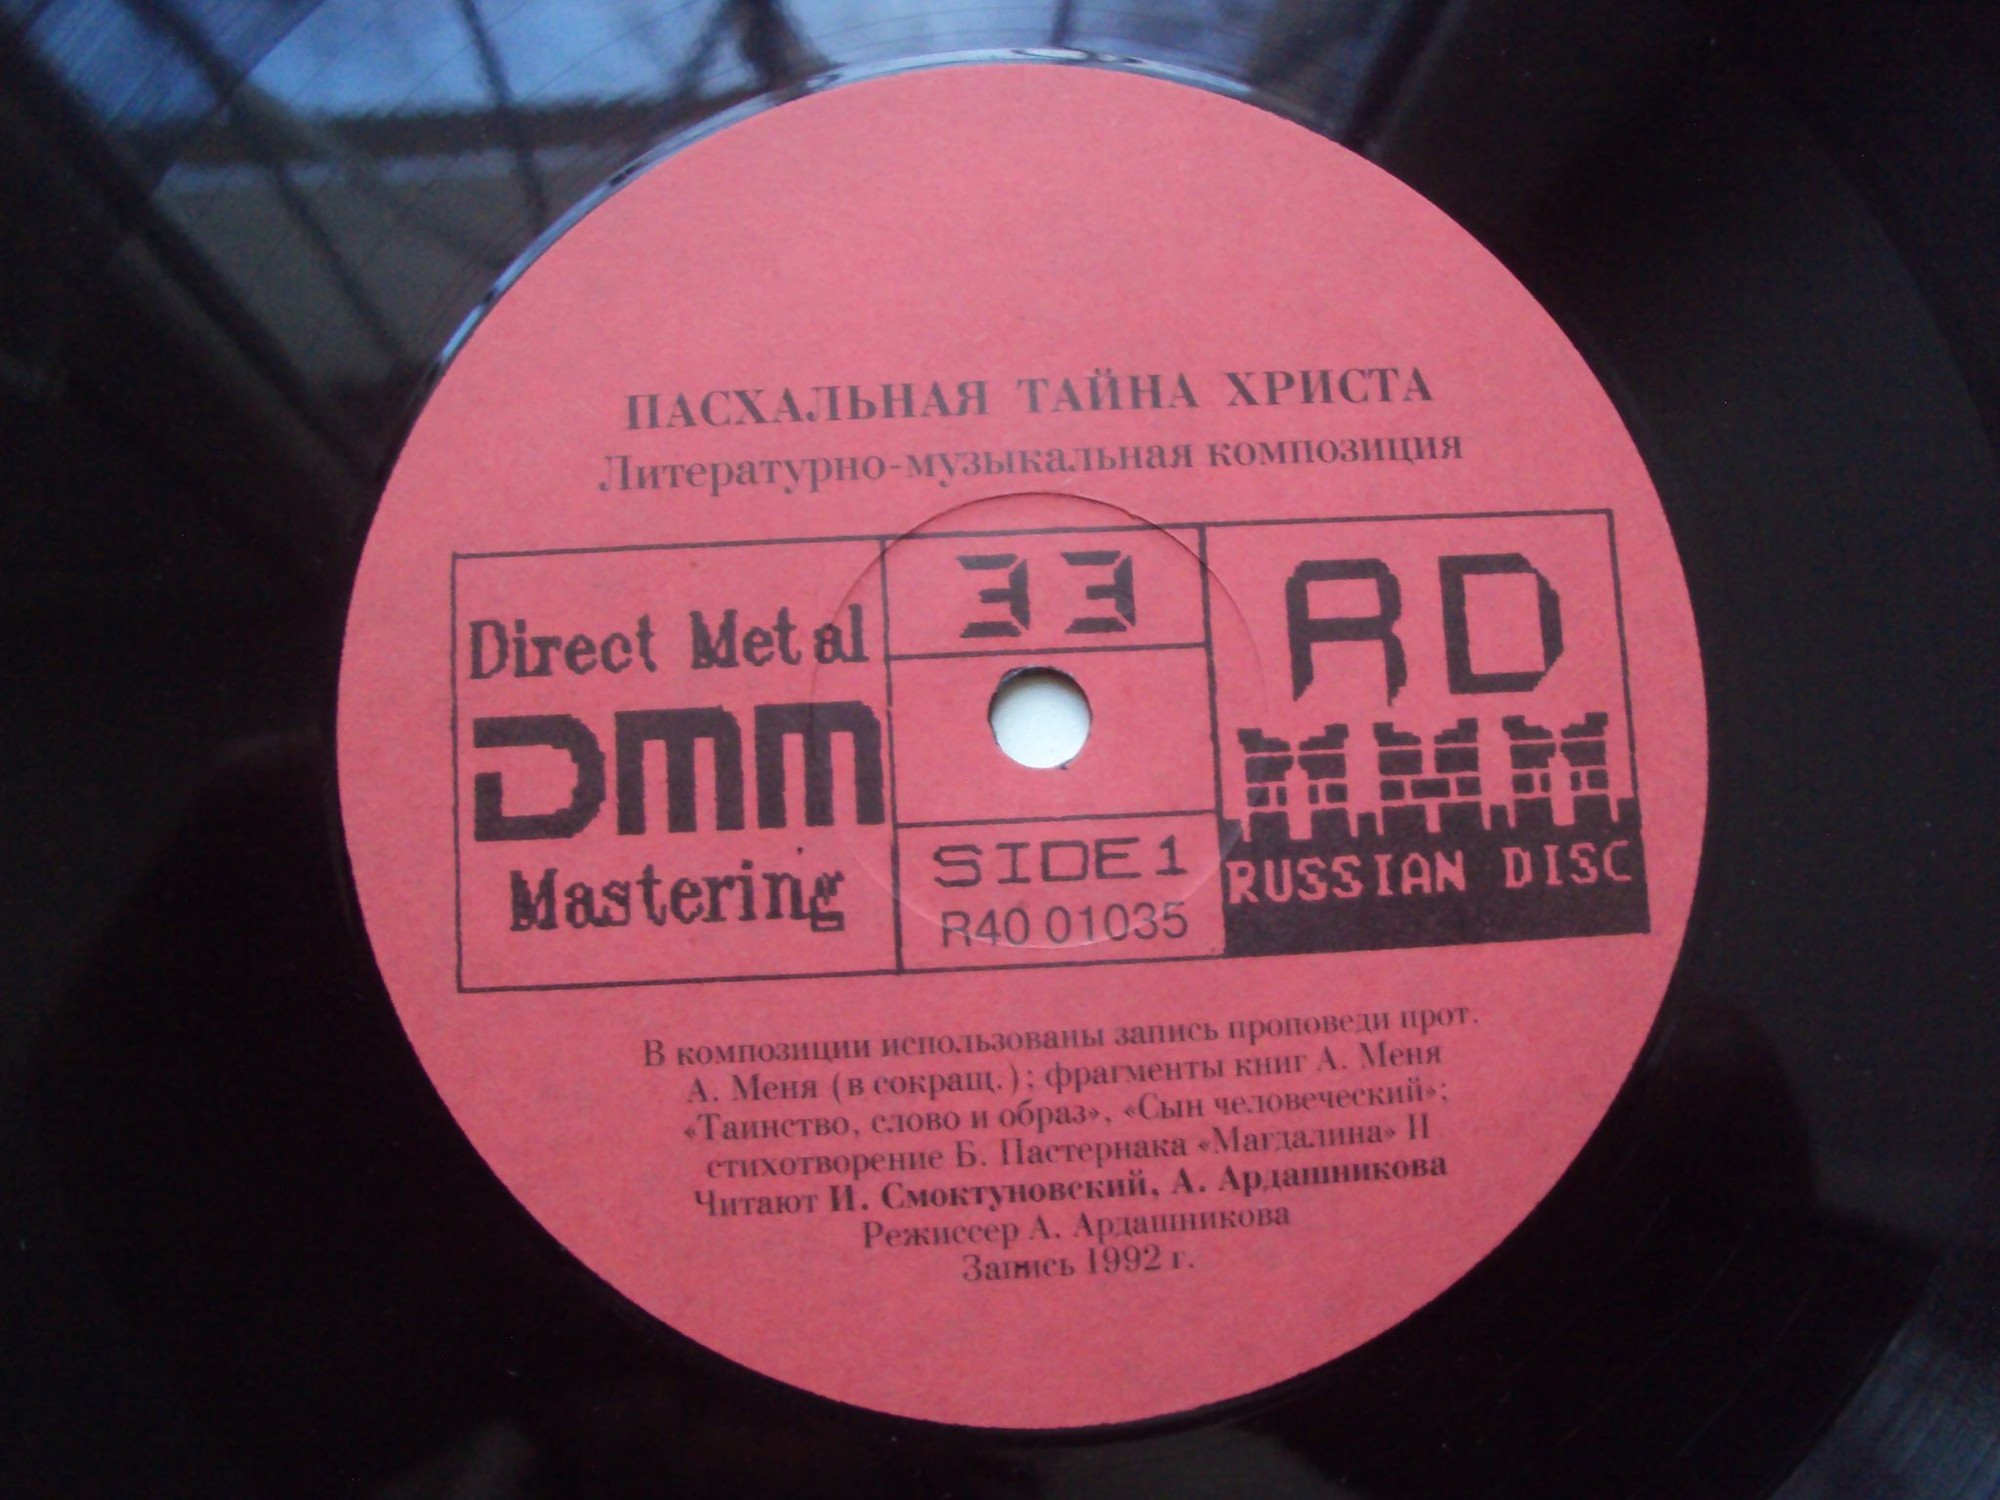 ПАСХАЛЬНАЯ ТАЙНА ХРИСТА
Литературно-музыкальная композиция
Direct Metal
DMM
Mastering
33
SIDE 1
R40 01035
RD
RUSSIAN DISC
В композиции использованы запись проповеди прот.
А. Меня (в сокращ.); фрагменты книг А. Меня
«Таинство, слово и образ», «Сын человеческий»;
стихотворение Б. Пастернака «Магдалина» II
Читают И. Смоктуновский, А. Ардашникова
Режиссер А. Ардашникова
Запись 1992 г.